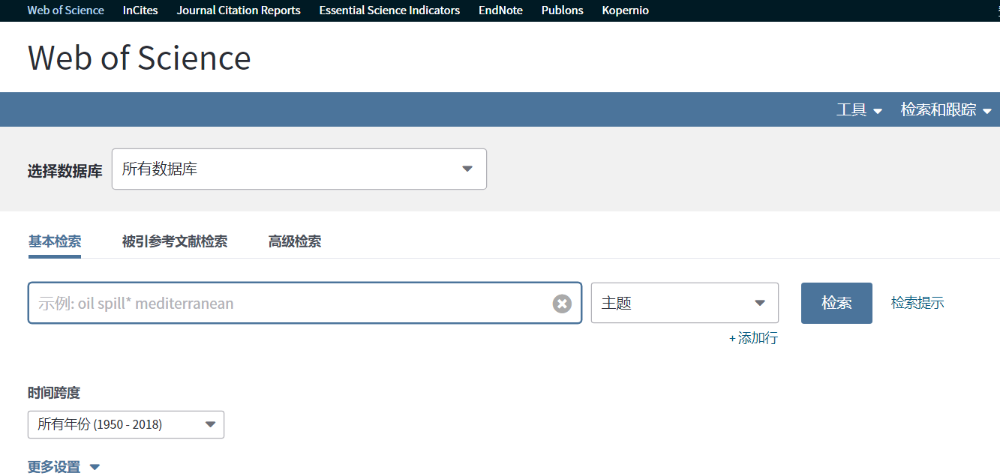 Web of Science InCites Journal Citation Reports Essential Science Indicators EndNote Publons Kopernio
Web of Science
工具 检索和跟踪
选择数据库 所有数据库
基本检索 被引参考文献检索 高级检索
示例: oil spill* mediterranean 主题 检索 检索提示
+ 添加行
时间跨度
所有年份 (1950 - 2018)
更多设置